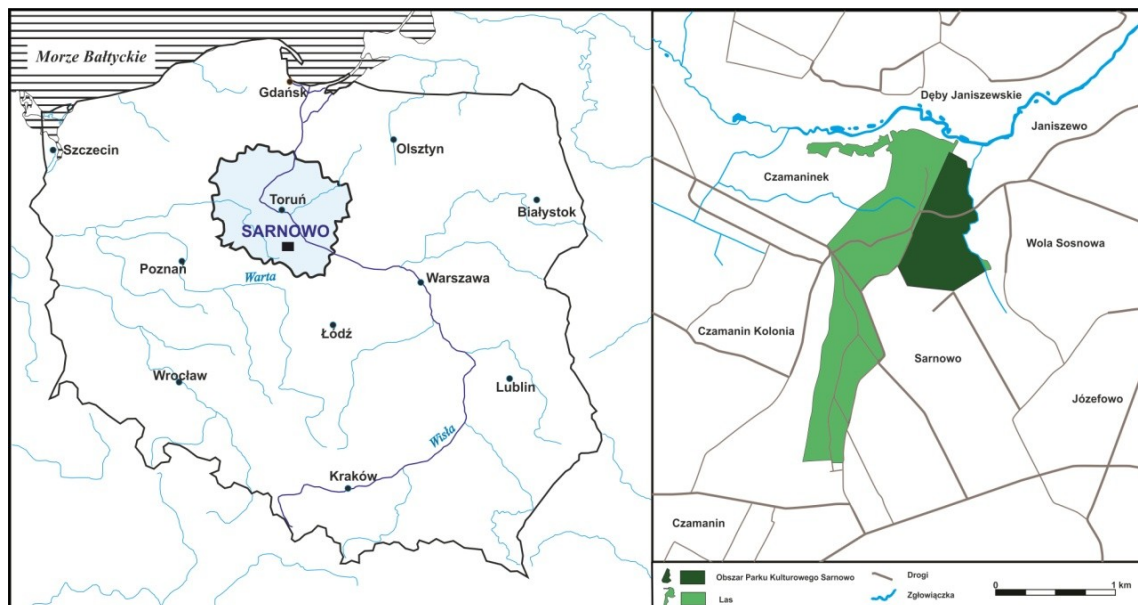 Morze Bałtyckie
Gdańsk
Szczecin
Olsztyn
Toruń
Białystok
SARNOWO
Poznań
Warta
Warszawa
Łódź
Wrocław
Lublin
Wisła
Kraków
Dęby Janiszewskie
Janiszewo
Czamaninek
Wola Sosnowa
Czamanin Kolonia
Sarnowo
Józefowo
Czamanin
Obszar Parku Kulturowego Sarnowo
Las
Drogi
Zgłowiączka
0 1 km